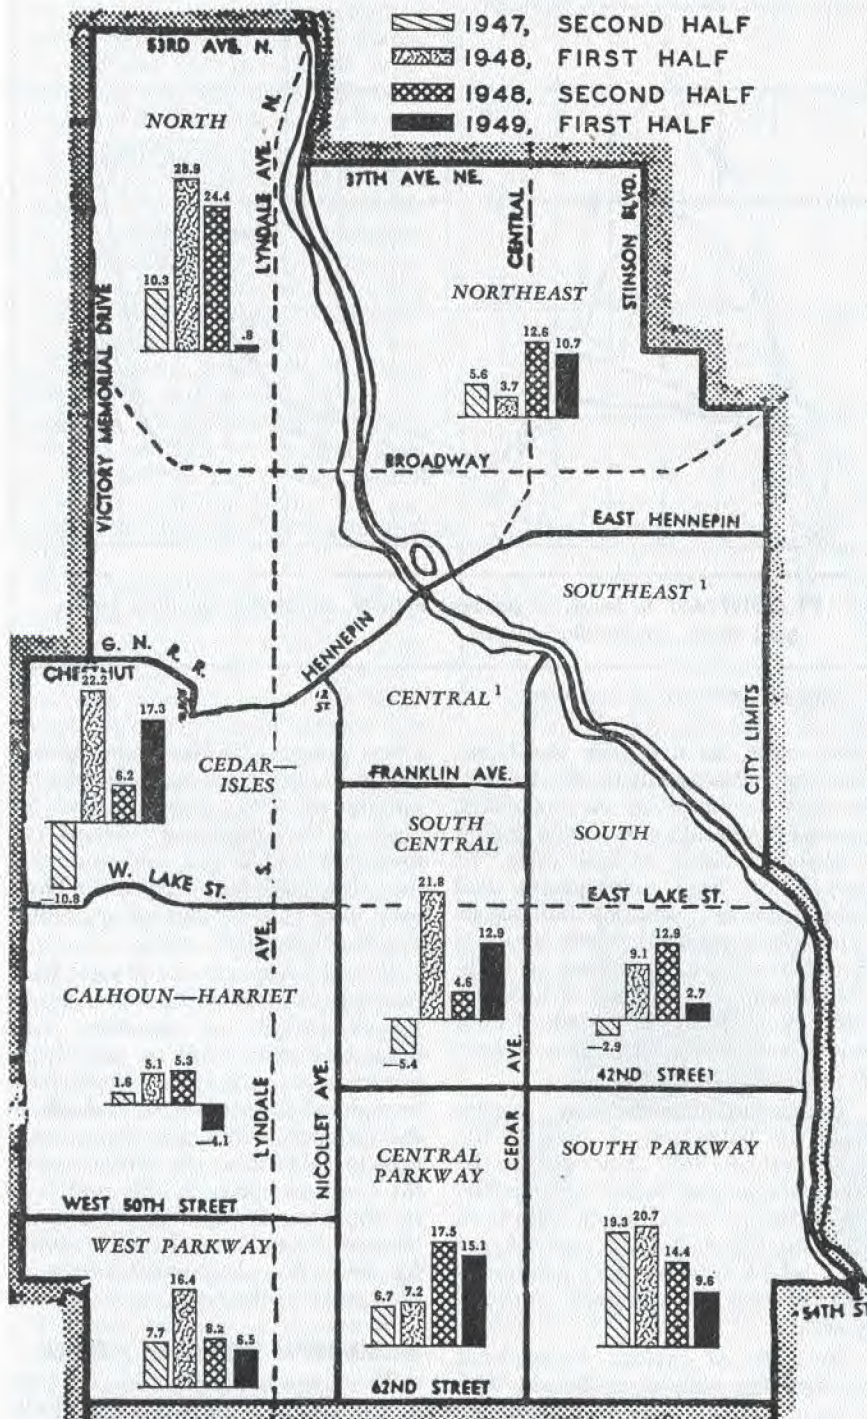 1947, SECOND HALF
1948, FIRST HALF
1948, SECOND HALF
1949, FIRST HALF
53RD AVE. N.
NORTH
LYNDALE AVE. N.
28.9
24.4
10.3
.8
VICTORY MEMORIAL DRIVE
37TH AVE. NE.
CENTRAL
STINSON BLVD.
NORTHEAST
12.6
10.7
5.6
3.7
BROADWAY
EAST HENNEPIN
SOUTHEAST 1
HENNEPIN
G. N. R. R.
22.2
17.3
6.2
—10.8
CEDAR—
ISLES
ST
CENTRAL 1
CITY LIMITS
FRANKLIN AVE.
SOUTH
CENTRAL
SOUTH
W. LAKE ST.
EAST LAKE ST.
LYNDALE AVE. S.
21.8
12.9
4.6
—5.4
9.1
12.9
2.7
—2.9
CALHOUN—HARRIET
1.6
5.1
5.3
—4.1
NICOLLET AVE.
CEDAR AVE.
42ND STREET
CENTRAL
PARKWAY
SOUTH PARKWAY
WEST 50TH STREET
WEST PARKWAY
7.7
16.4
8.2
6.5
6.7
7.2
17.5
15.1
19.3
20.7
14.4
9.6
54TH ST
62ND STREET